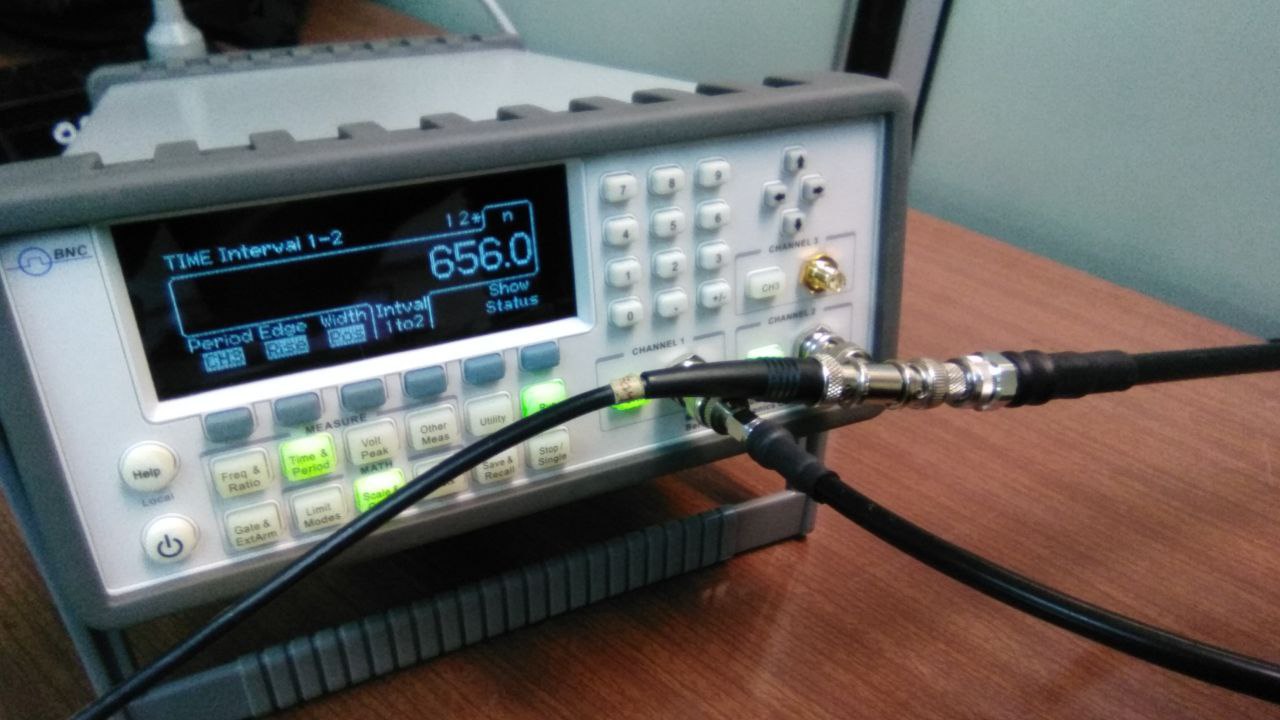 BNC
TIME Interval 1-2
1 2* n
656.0
Period Edge Width Intval Show
CH3 Rise Pos 1to2 Status
7 8 9
4 5 6
1 2 3
0 . +/-
CHANNEL 3
CH3
CHANNEL 2
CHANNEL 1
MEASURE
Help
Local
Freq & Ratio
Time & Period
Volt Peak
Other Meas
Utility
MATH
Gate & ExtArm
Limit Modes
Scale
Save & Recall
Stop / Single